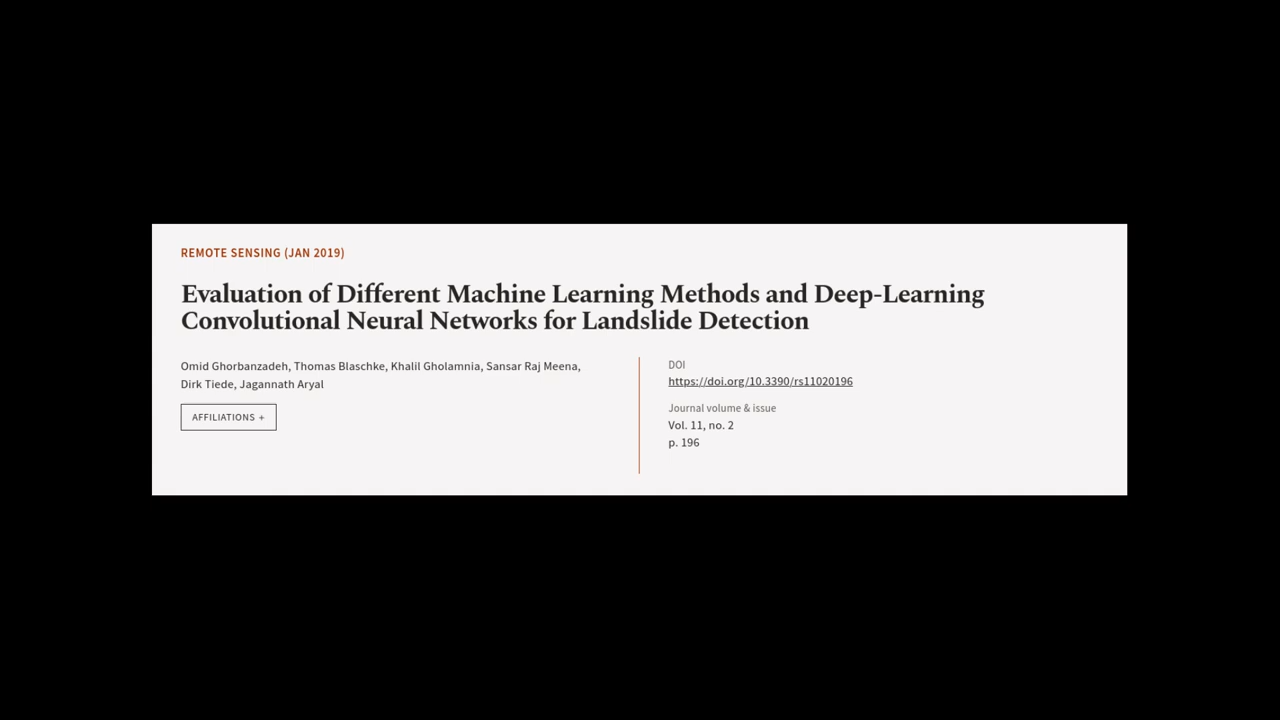 REMOTE SENSING (JAN 2019)
Evaluation of Different Machine Learning Methods and Deep-Learning
Convolutional Neural Networks for Landslide Detection
Omid Ghorbanzadeh, Thomas Blaschke, Khalil Gholamnia, Sansar Raj Meena,
Dirk Tiede, Jagannath Aryal
AFFILIATIONS +
DOI
https://doi.org/10.3390/rs11020196
Journal volume & issue
Vol. 11, no. 2
p. 196